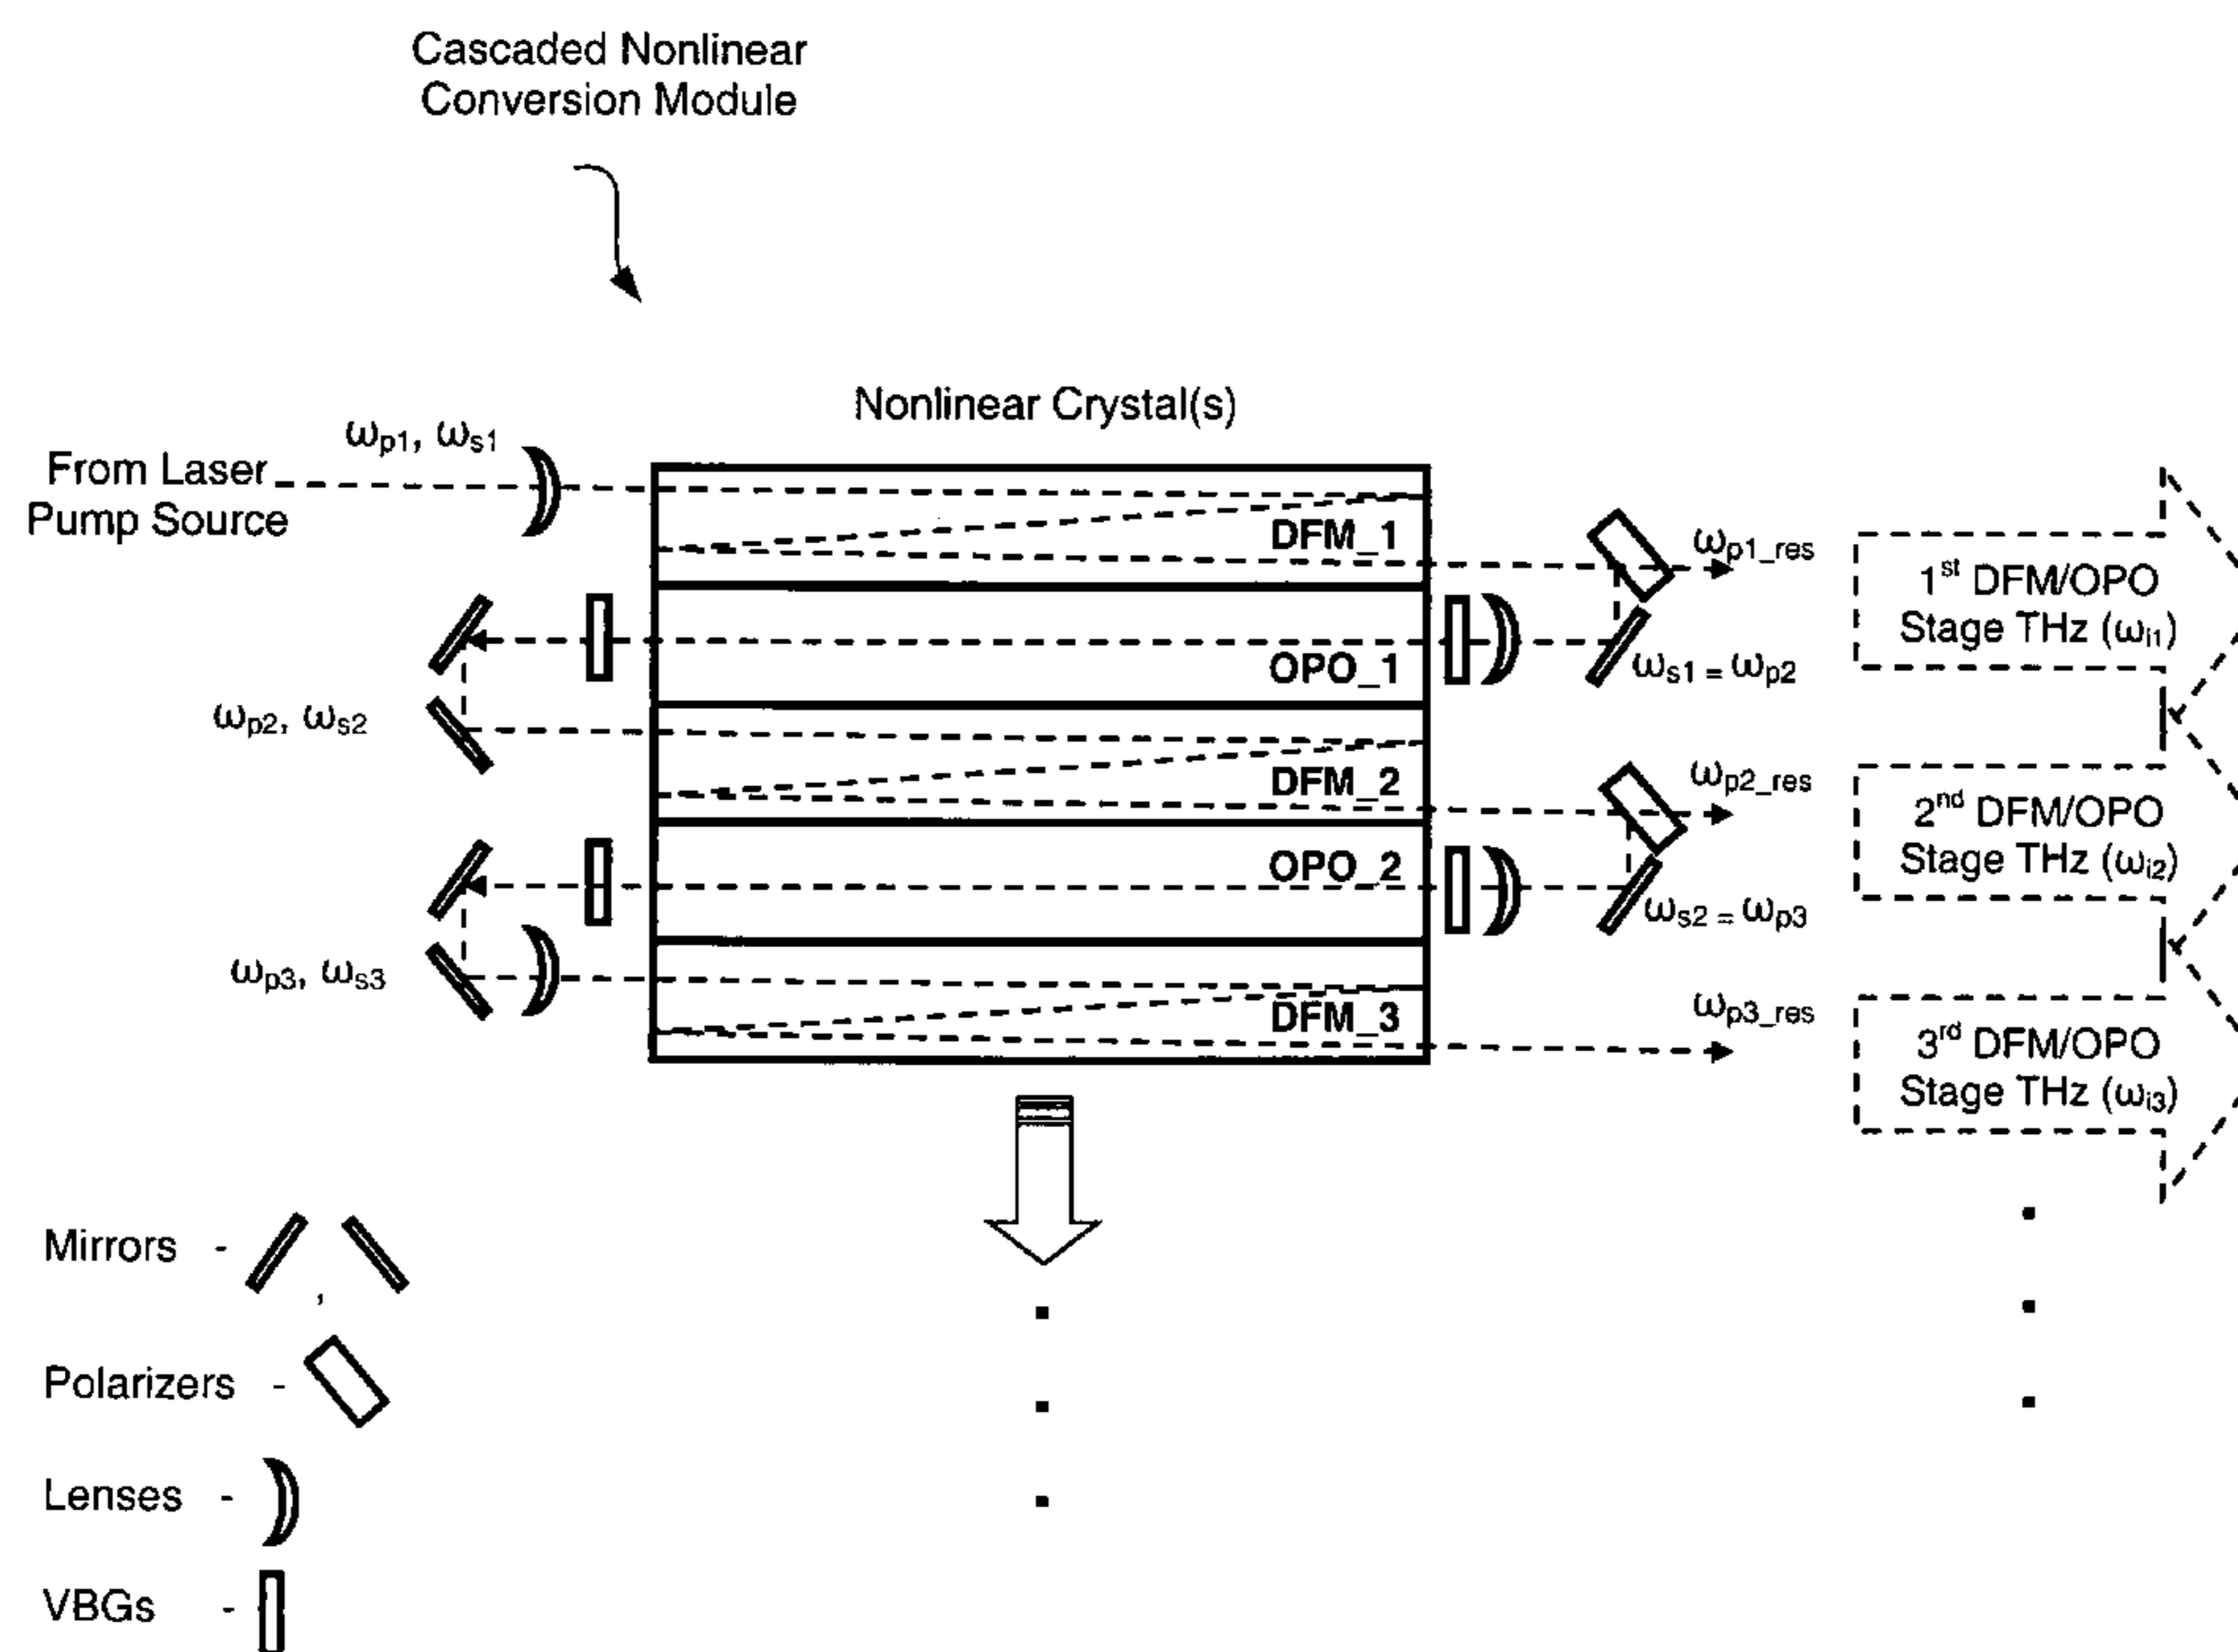 Cascaded Nonlinear
Conversion Module
Nonlinear Crystal(s)
ωp1, ωs1
From Laser
Pump Source
DFM_1
ωp1_res
1st DFM/OPO
Stage THz (ωi1)
OPO_1
ωs1 = ωp2
ωp2, ωs2
DFM_2
ωp2_res
2nd DFM/OPO
Stage THz (ωi2)
OPO_2
ωs2 = ωp3
ωp3, ωs3
DFM_3
ωp3_res
3rd DFM/OPO
Stage THz (ωi3)
Mirrors - ,
Polarizers -
Lenses -
VBGs -